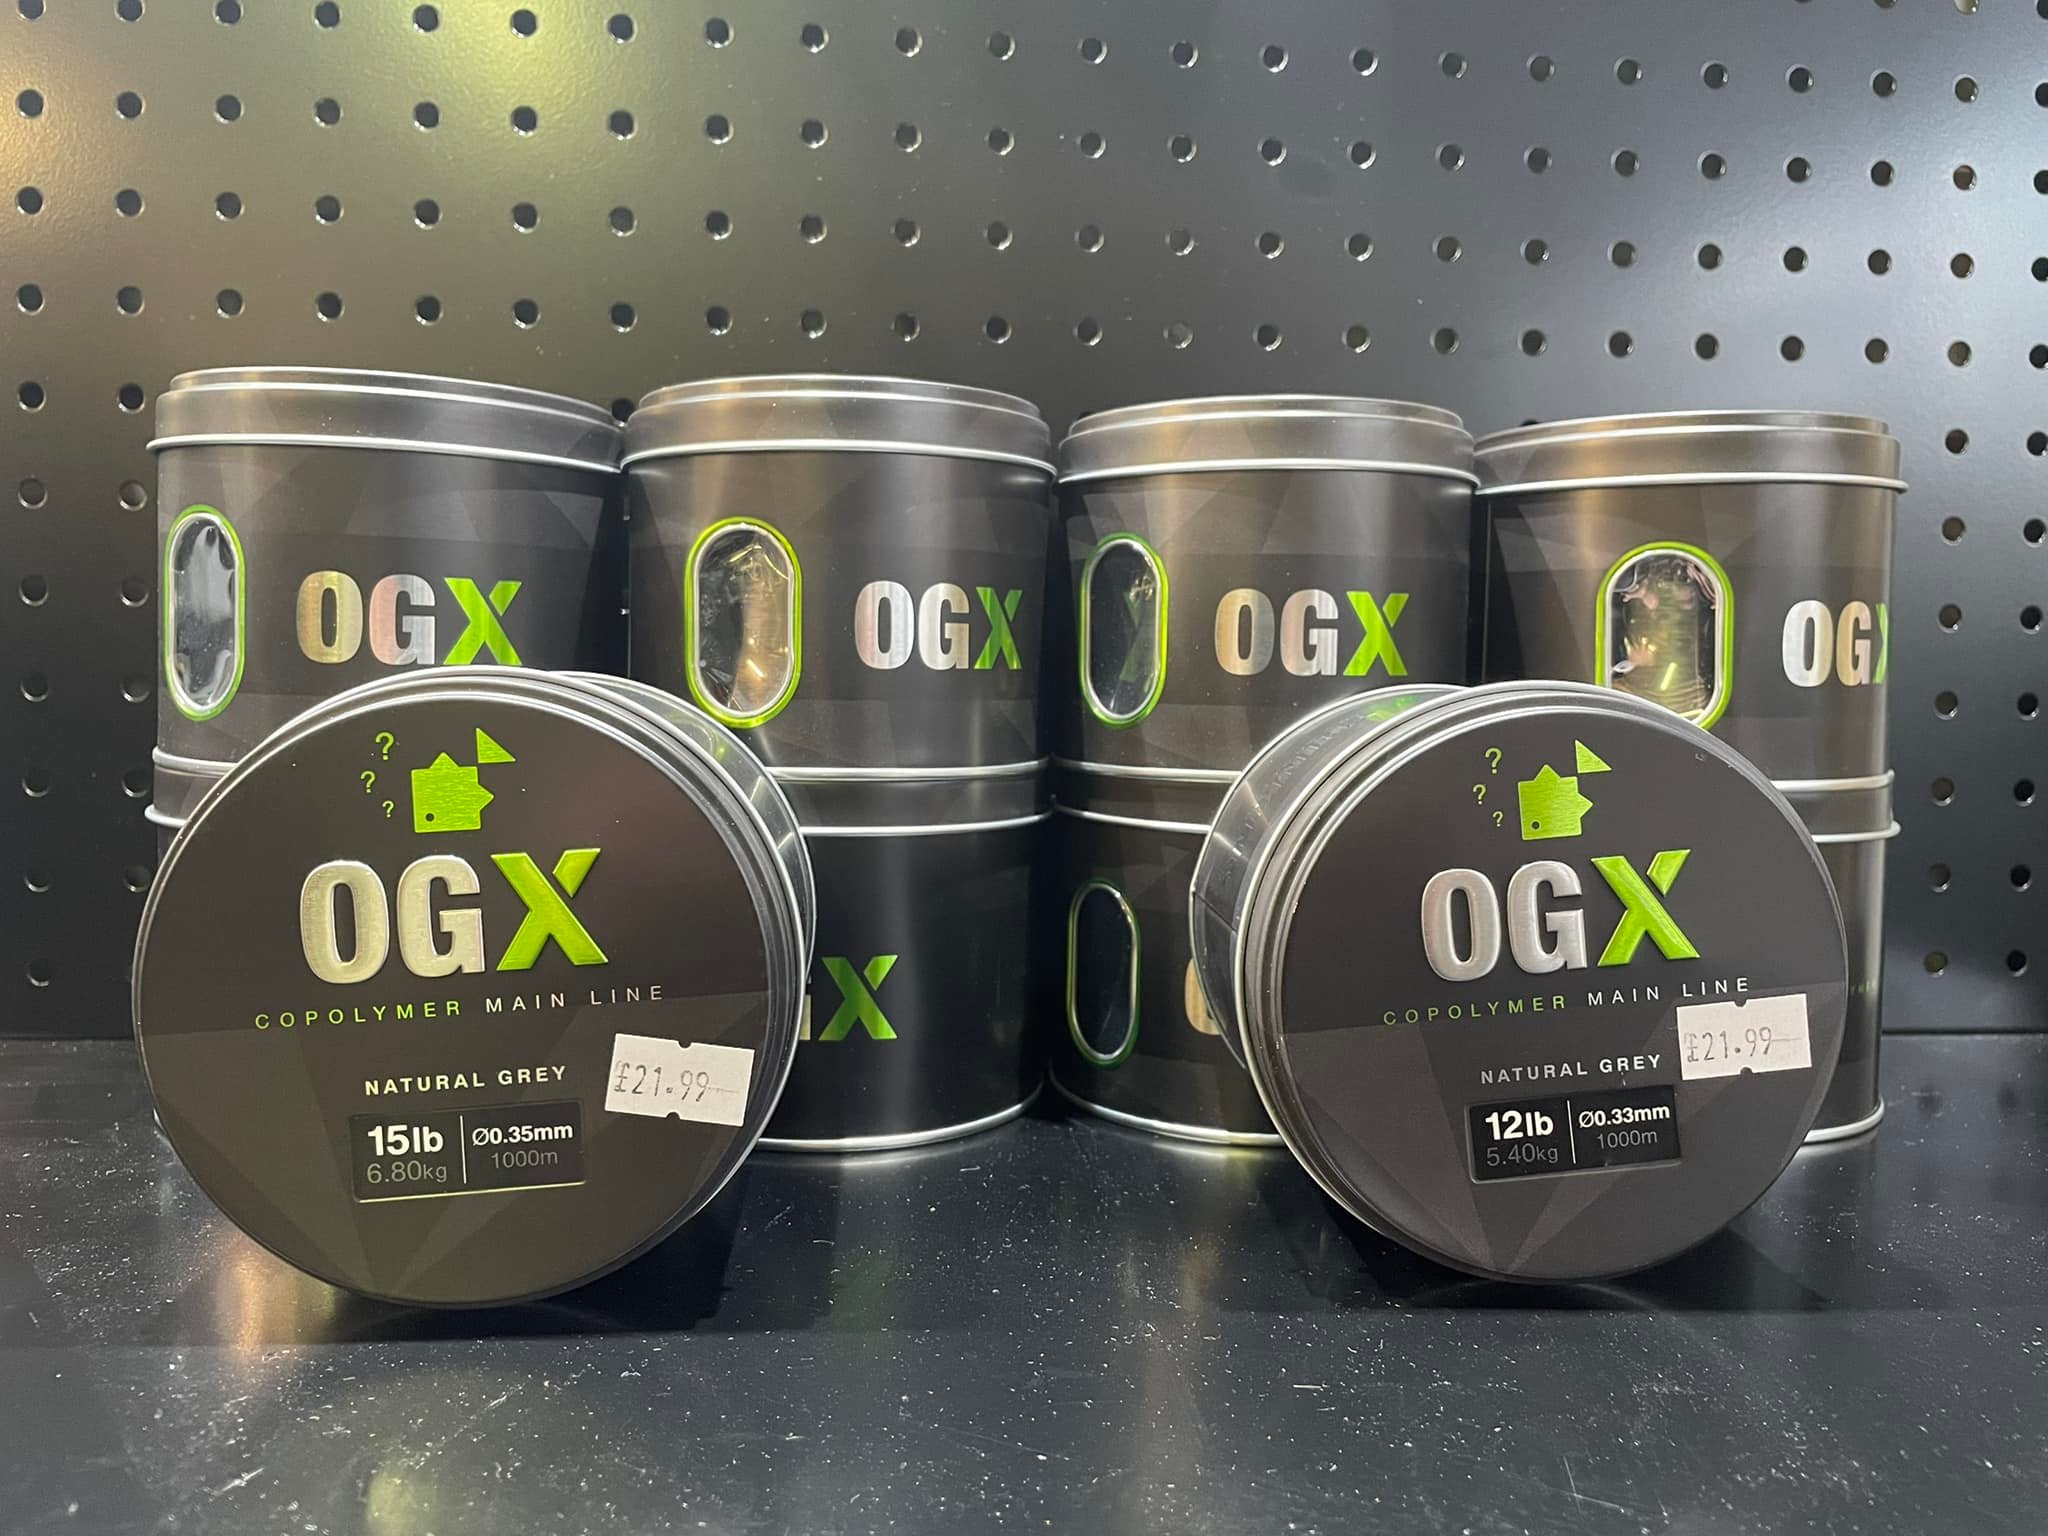 OGX
OGX
OGX
OGX
? ? ?
OGX
COPOLYMER MAIN LINE
NATURAL GREY
£21.99
15lb
6.80kg
Ø0.35mm
1000m
X
? ? ?
OGX
COPOLYMER MAIN LINE
NATURAL GREY
£21.99
12lb
5.40kg
Ø0.33mm
1000m